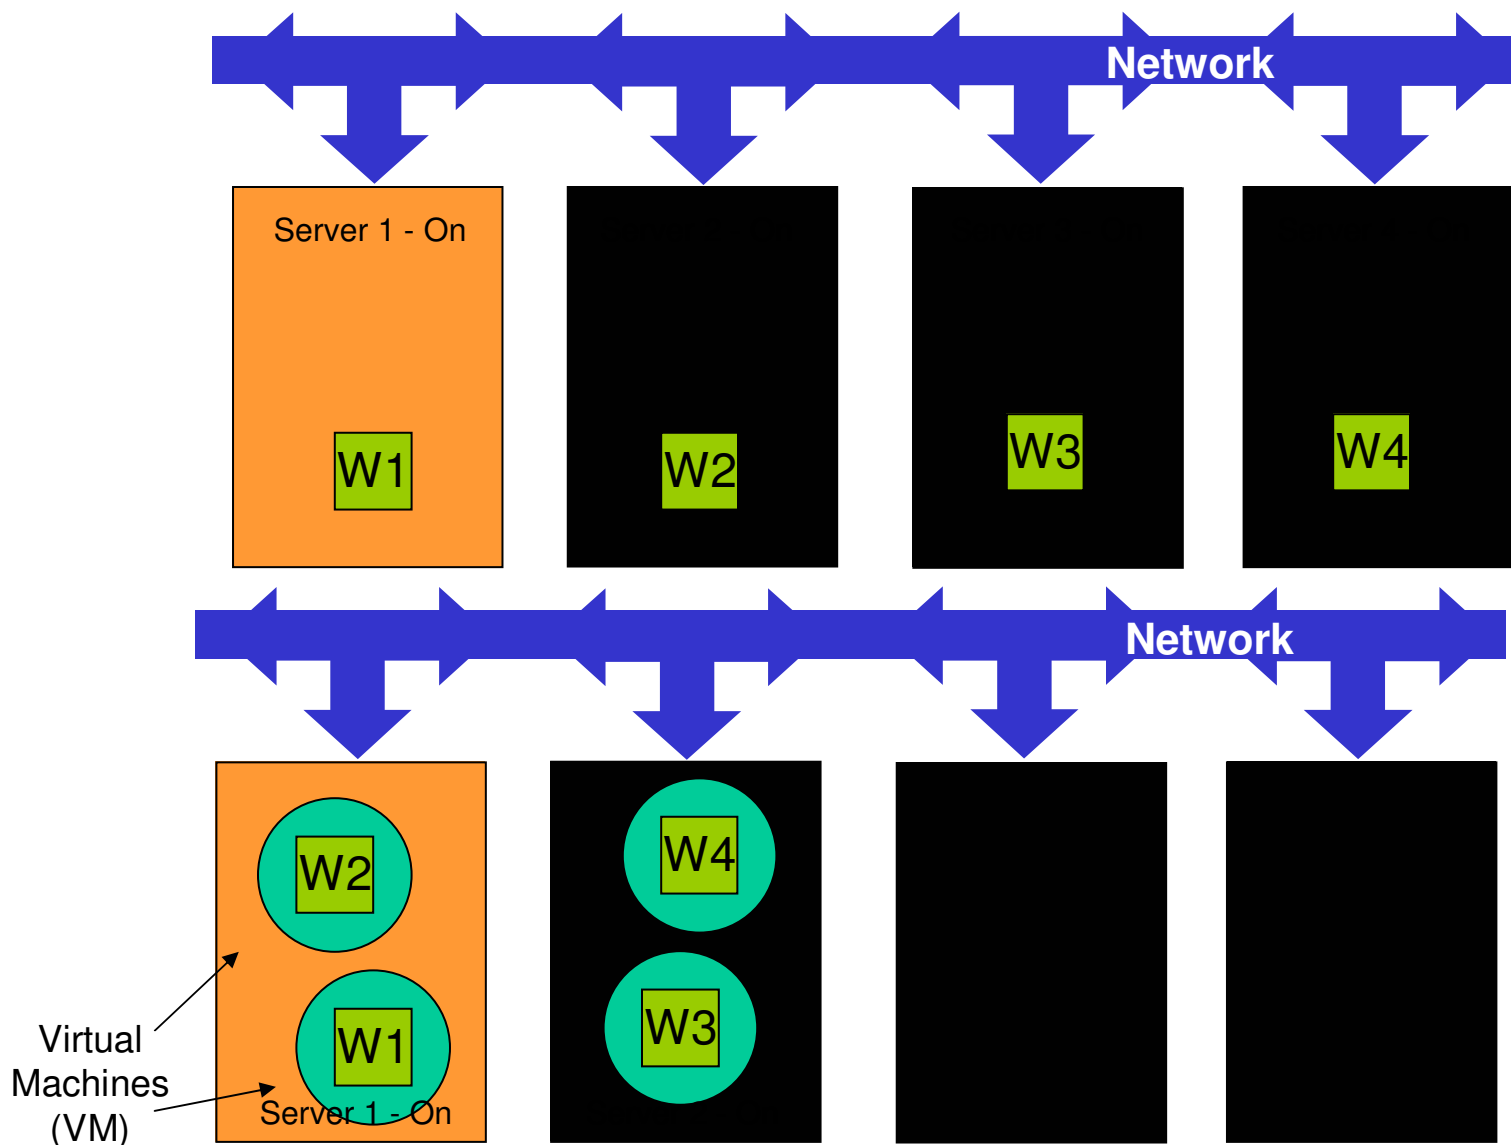 Network
Server 1 - On
W1
W2
W3
W4
Network
W2
W4
W1
W3
Virtual
Machines
(VM)
Server 1 - On